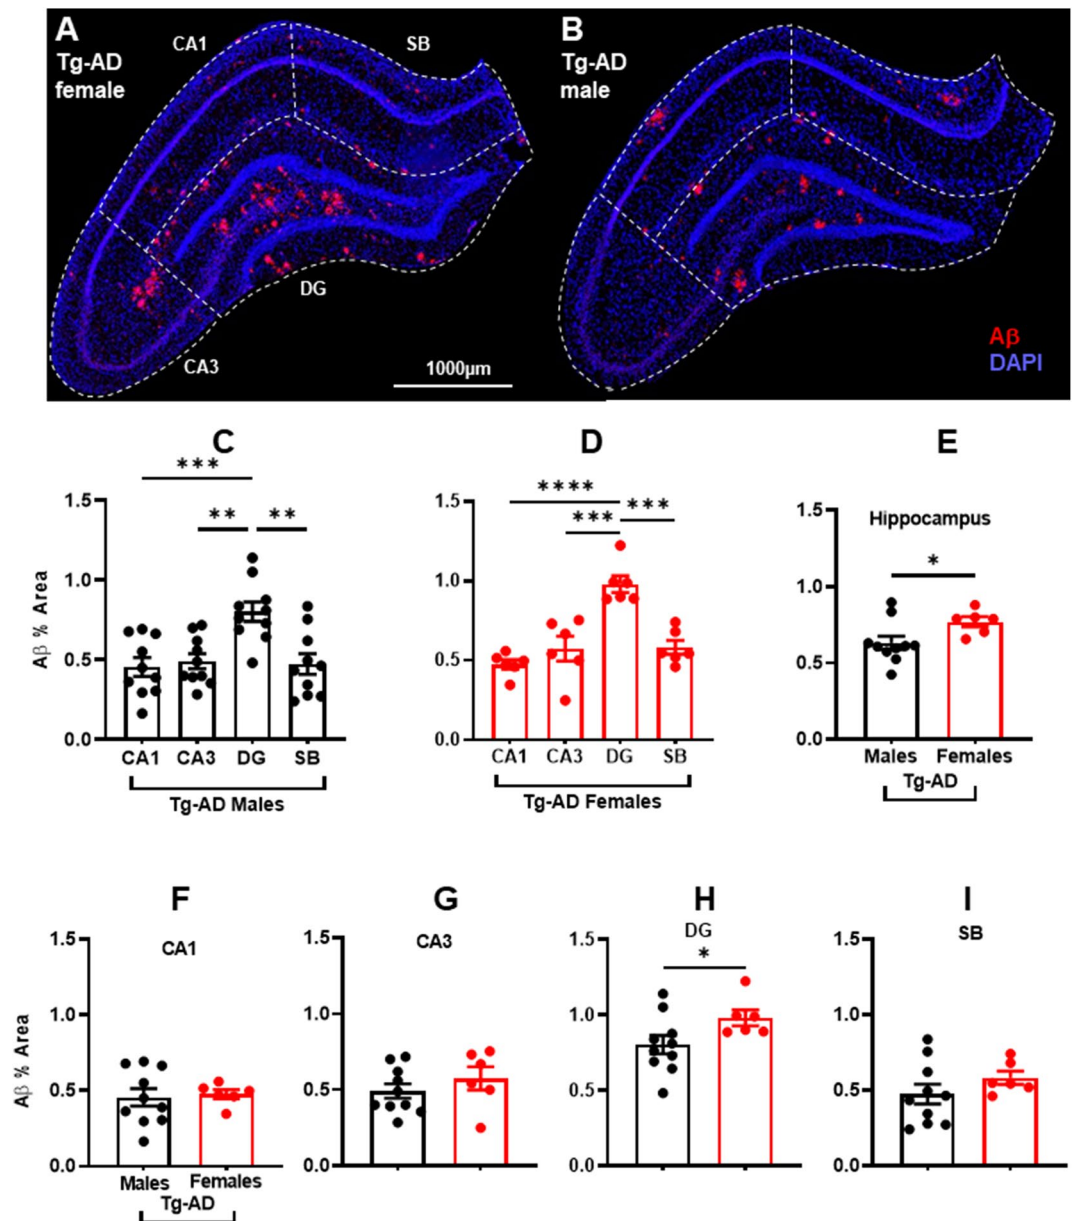 A
Tg-AD
female
CA1
SB
DG
CA3
1000µm
B
Tg-AD
male
Aβ
DAPI
C
***
**
**
1.5
1.0
0.5
0.0
Aβ % Area
CA1
CA3
DG
SB
Tg-AD Males
D
****
***
***
1.5
1.0
0.5
0.0
CA1
CA3
DG
SB
Tg-AD Females
E
Hippocampus
*
1.5
1.0
0.5
0.0
Males
Females
Tg-AD
F
CA1
1.5
1.0
0.5
0.0
Aβ % Area
Males
Females
Tg-AD
G
CA3
1.5
1.0
0.5
0.0
H
DG
*
1.5
1.0
0.5
0.0
I
SB
1.5
1.0
0.5
0.0